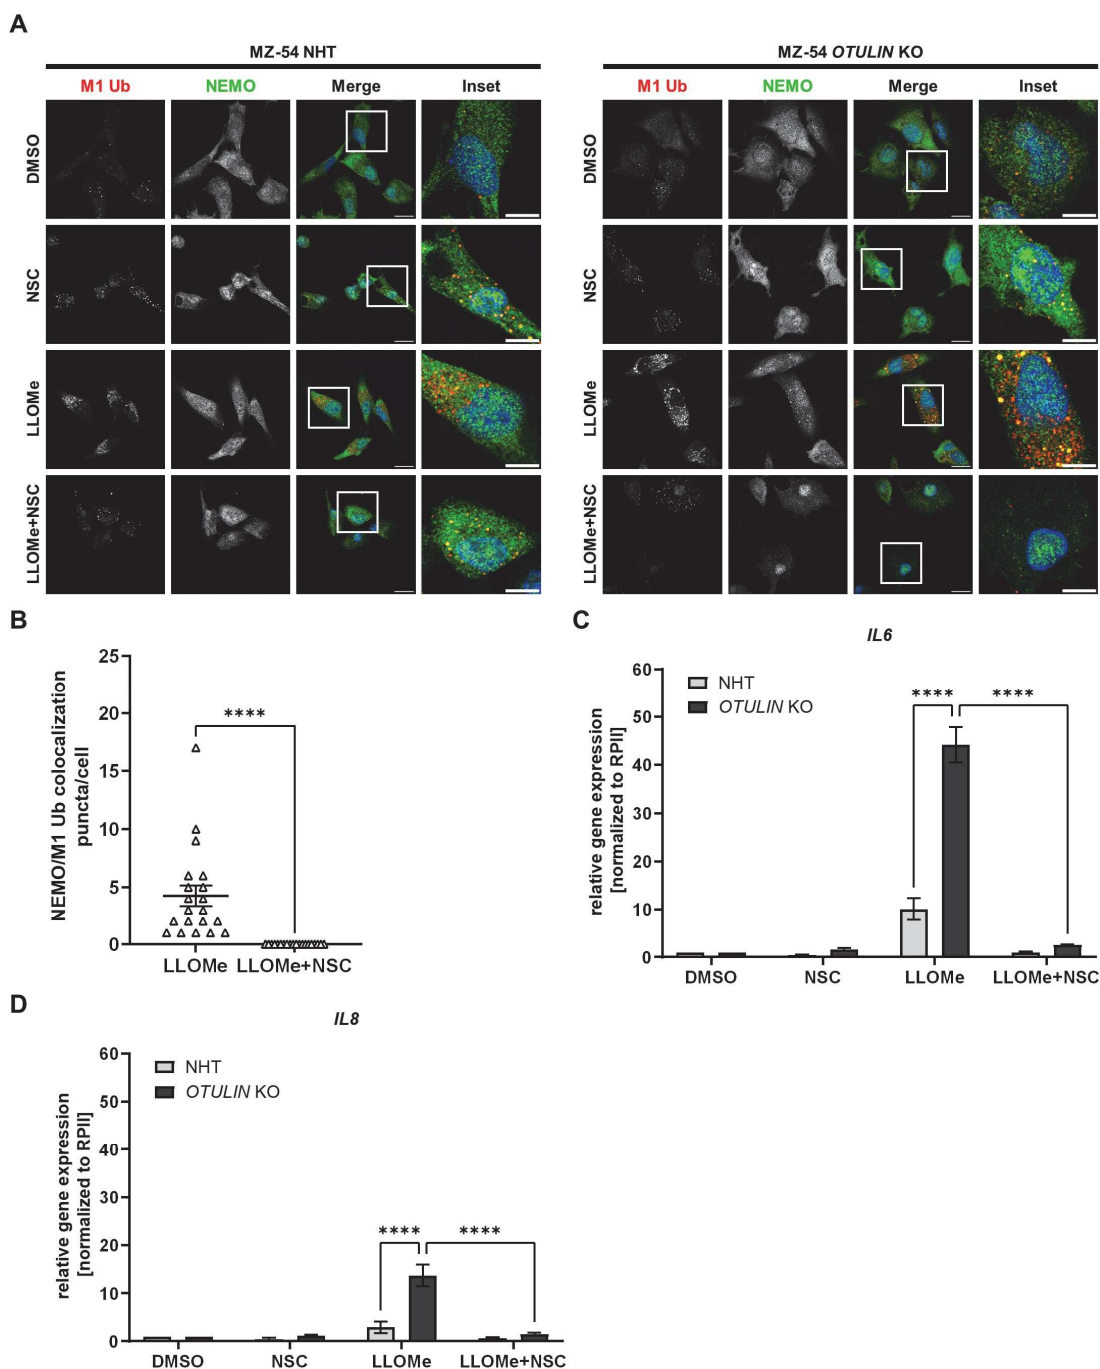 A
MZ-54 NHT
MZ-54 OTULIN KO
M1 Ub NEMO Merge Inset
M1 Ub NEMO Merge Inset
DMSO
DMSO
NSC
NSC
LLOMe
LLOMe
LLOMe+NSC
LLOMe+NSC
B
NEMO/M1 Ub colocalization
puncta/cell
25
20
15
10
5
0
****
LLOMe LLOMe+NSC
C
IL6
relative gene expression
[normalized to RPII]
60
50
40
30
20
10
0
NHT
OTULIN KO
**** ****
DMSO NSC LLOMe LLOMe+NSC
D
IL8
relative gene expression
[normalized to RPII]
60
50
40
30
20
10
0
NHT
OTULIN KO
**** ****
DMSO NSC LLOMe LLOMe+NSC